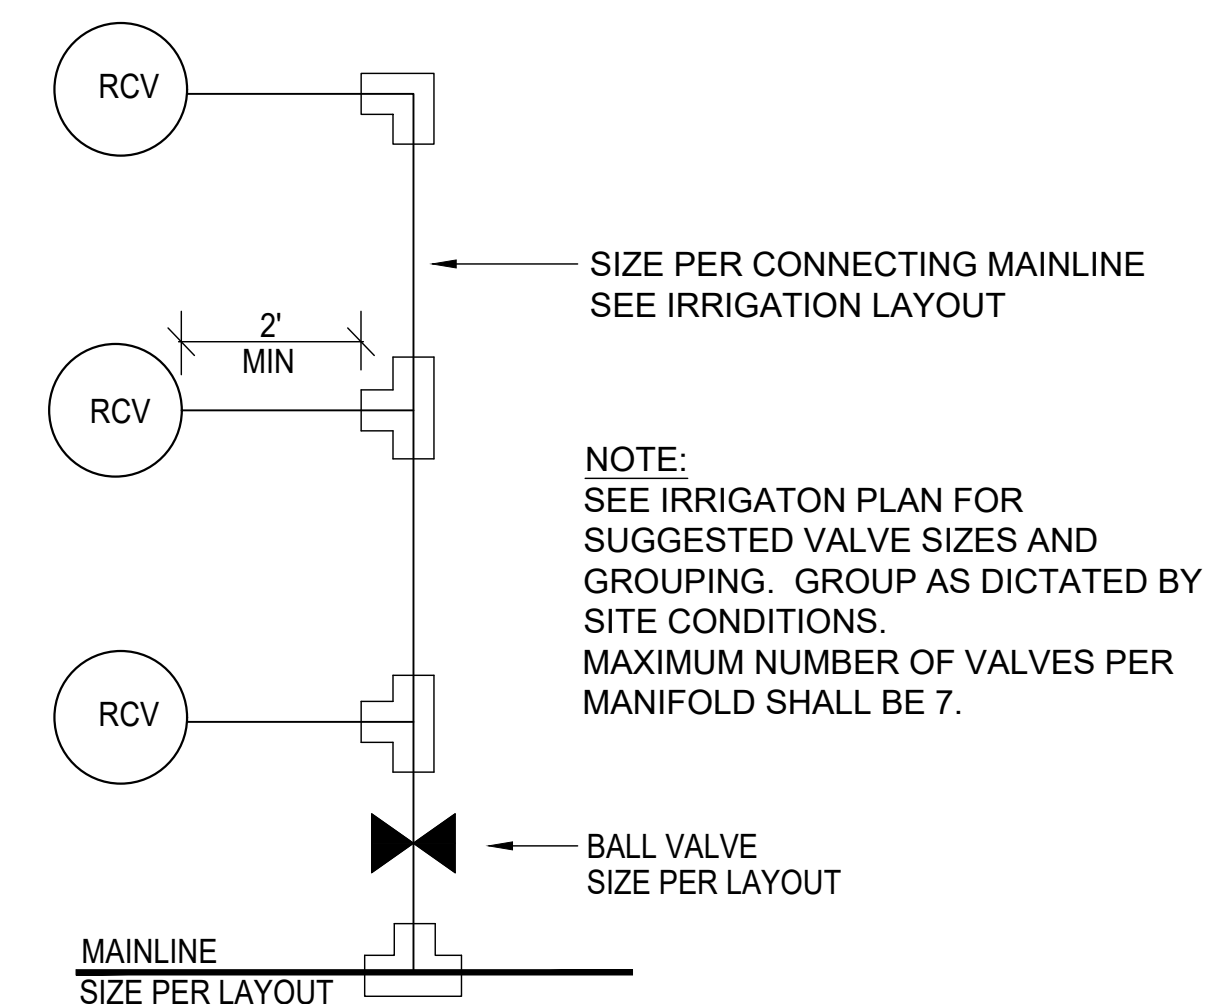 RCV
SIZE PER CONNECTING MAINLINE
SEE IRRIGATION LAYOUT
2'
MIN
RCV
NOTE:
SEE IRRIGATON PLAN FOR
SUGGESTED VALVE SIZES AND
GROUPING.  GROUP AS DICTATED BY
SITE CONDITIONS.
MAXIMUM NUMBER OF VALVES PER
MANIFOLD SHALL BE 7.
RCV
BALL VALVE
SIZE PER LAYOUT
MAINLINE
SIZE PER LAYOUT